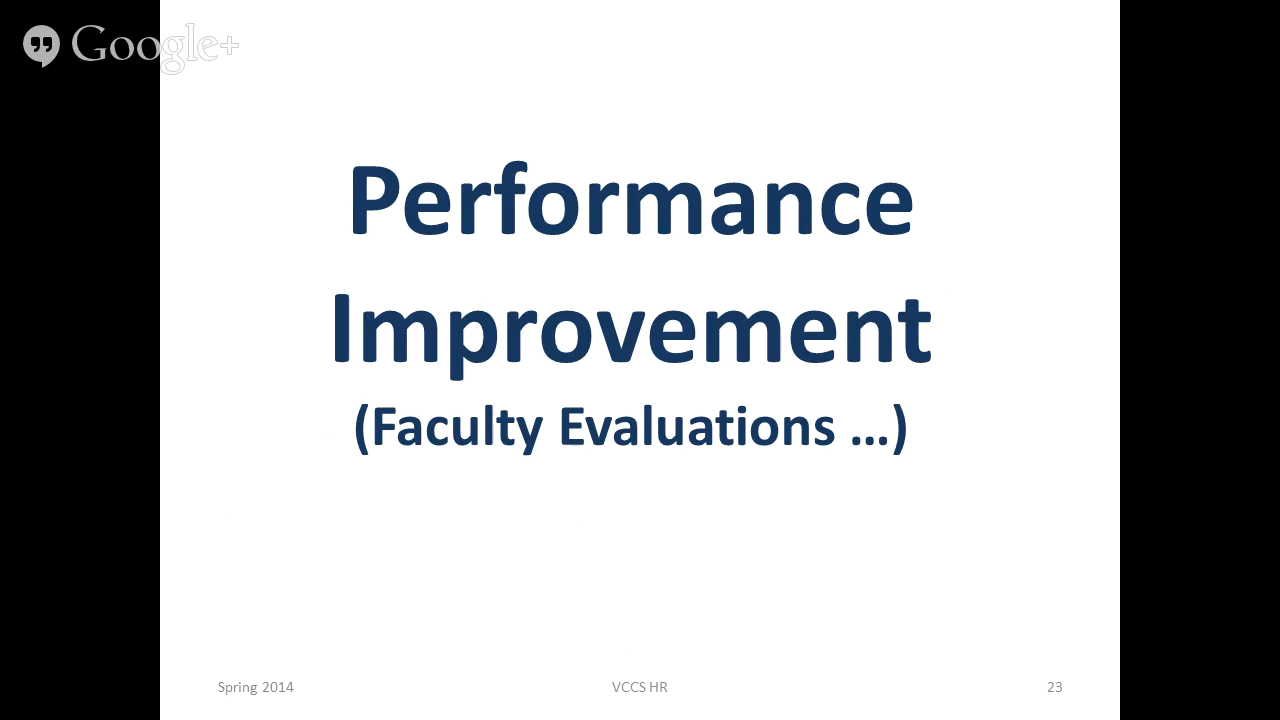 Google+
Performance
Improvement
(Faculty Evaluations ...)
Spring 2014
VCCS HR
23